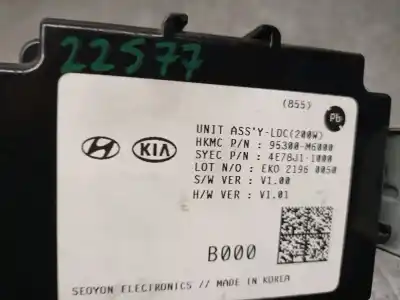 22577
(855)
Pb
UNIT ASS'Y-LDC(200W)
HKMC P/N : 95300-M6000
SYEC P/N : 4E78J1-1000
LOT N/O : EKO 2196 0050
S/W VER : V1.00
H/W VER : V1.01
KIA
B000
SEOYON ELECTRONICS // MADE IN KOREA